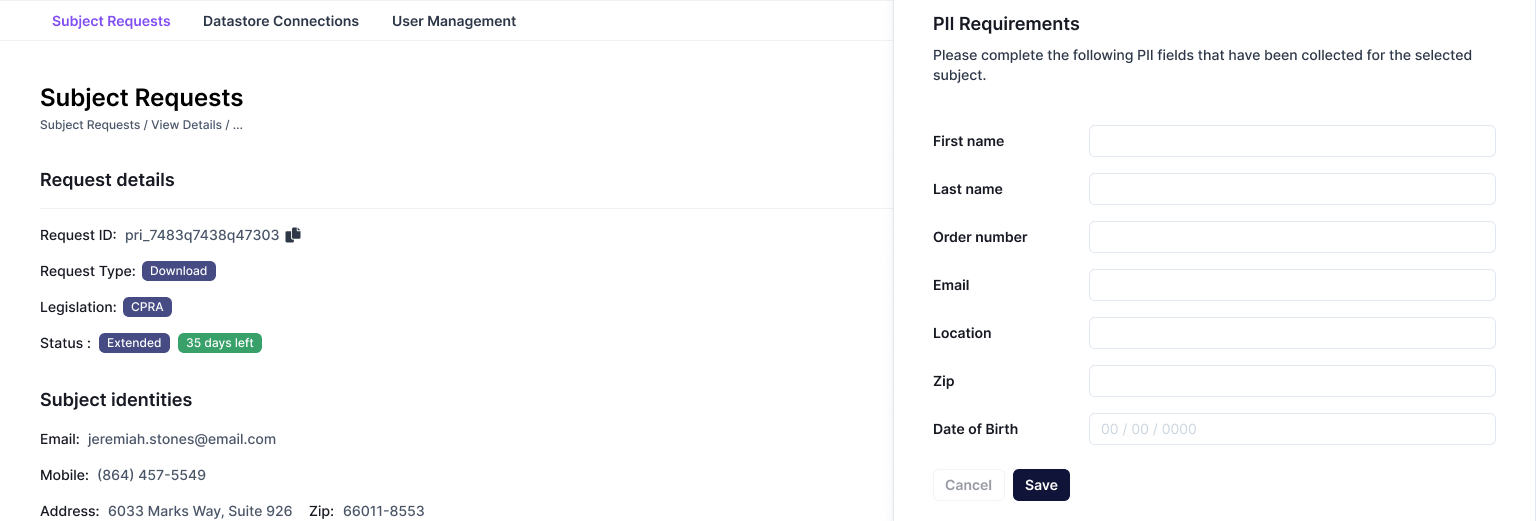 Subject Requests Datastore Connections User Management
Subject Requests
Subject Requests / View Details / ...
Request details
Request ID: pri_7483q7438q47303
Request Type: Download
Legislation: CPRA
Status : Extended 35 days left
Subject identities
Email: jeremiah.stones@email.com
Mobile: (864) 457-5549
Address: 6033 Marks Way, Suite 926 Zip: 66011-8553
PII Requirements
Please complete the following PII fields that have been collected for the selected
subject.
First name
Last name
Order number
Email
Location
Zip
Date of Birth 00 / 00 / 0000
Cancel Save